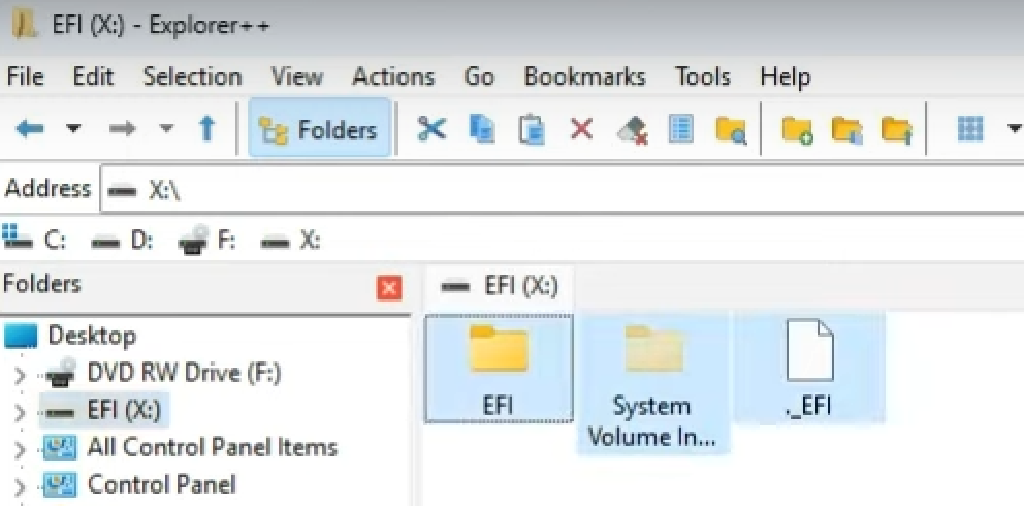 EFI (X:) - Explorer++
File Edit Selection View Actions Go Bookmarks Tools Help
Folders
Address X:\
C: D: F: X:
Folders
EFI (X:)
Desktop
DVD RW Drive (F:)
EFI (X:)
All Control Panel Items
Control Panel
EFI
System
Volume In...
._EFI